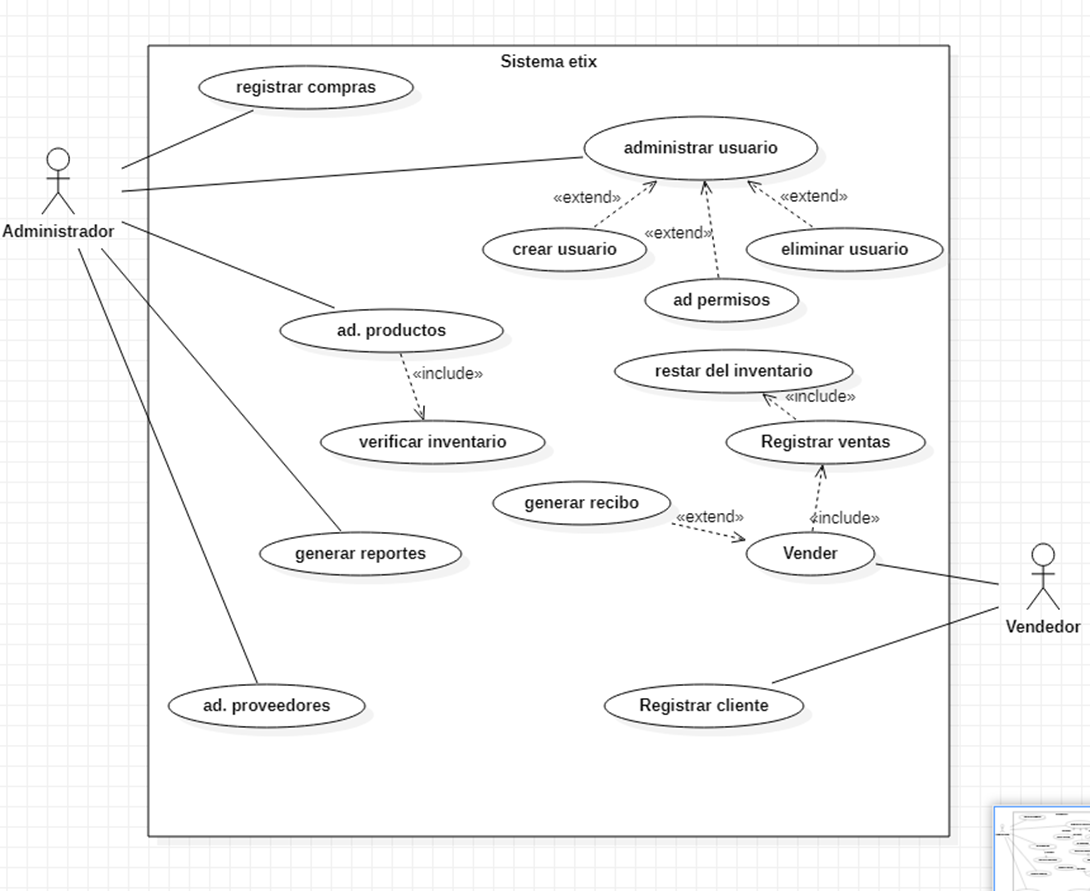 Sistema etix
registrar compras
administrar usuario
«extend»
«extend»
«extend»
crear usuario
eliminar usuario
ad permisos
Administrador
ad. productos
«include»
verificar inventario
restar del inventario
«include»
Registrar ventas
generar recibo
«extend»
«include»
Vender
generar reportes
Vendedor
ad. proveedores
Registrar cliente